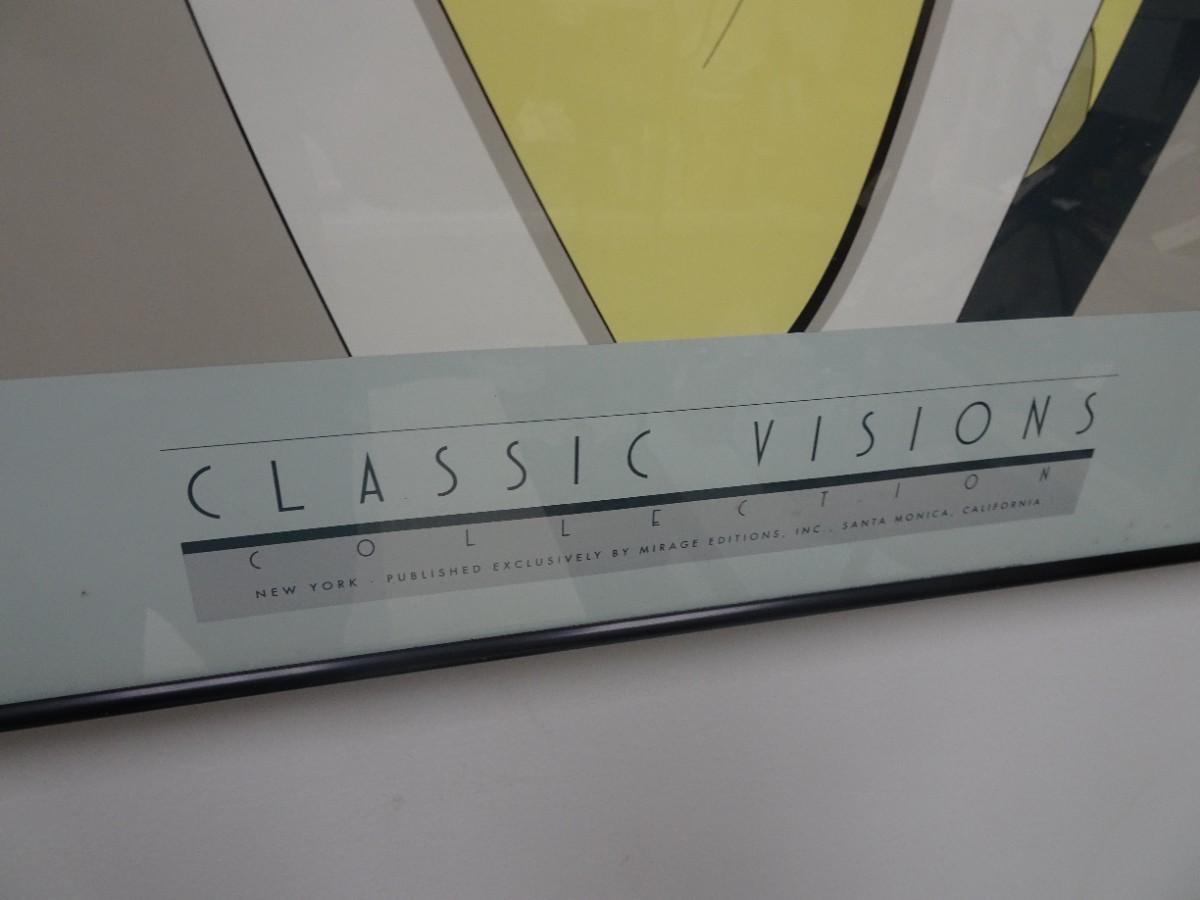 CLASSIC VISIONS
COLLECTION
NEW YORK . PUBLISHED EXCLUSIVELY BY MIRAGE EDITIONS, INC., SANTA MONICA, CALIFORNIA